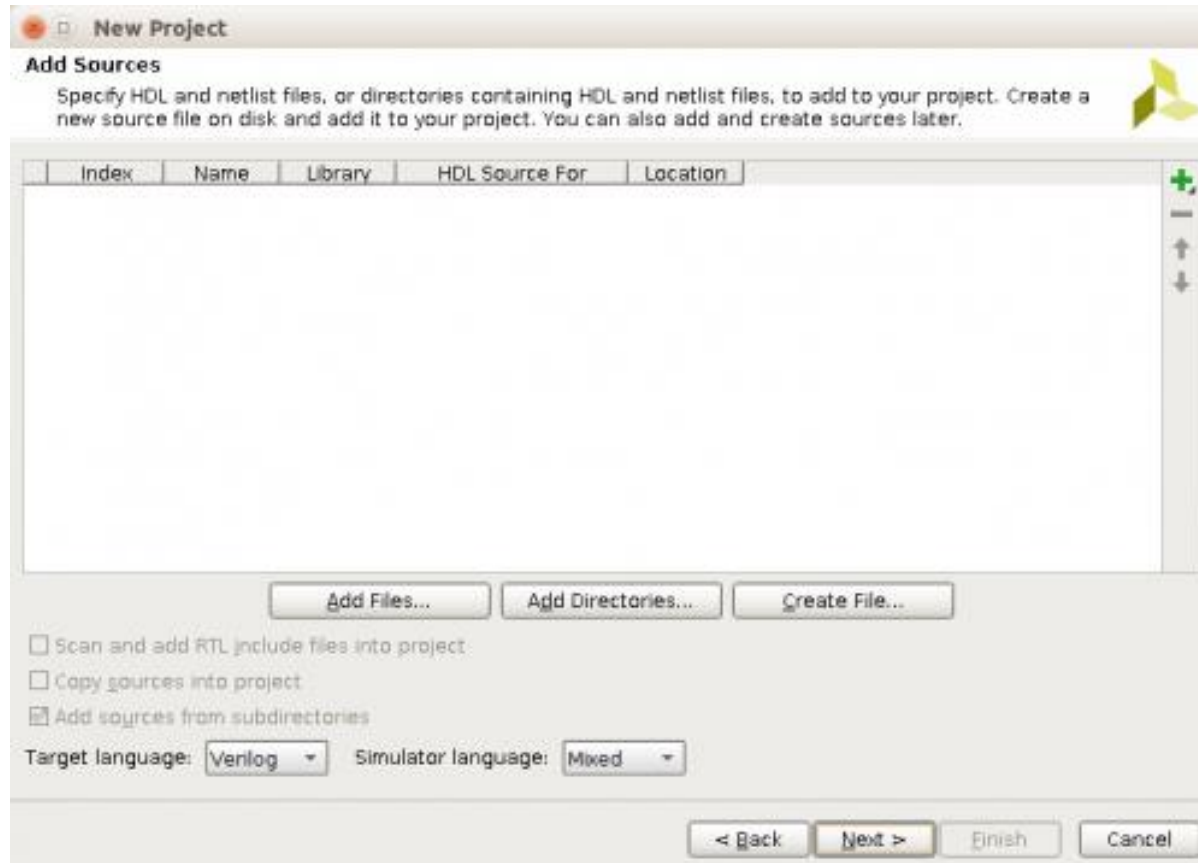 New Project
Add Sources
Specify HDL and netlist files, or directories containing HDL and netlist files, to add to your project. Create a
new source file on disk and add it to your project. You can also add and create sources later.
Index Name Library HDL Source For Location
Add Files... Add Directories... Create File...
Scan and add RTL include files into project
Copy sources into project
Add sources from subdirectories
Target language: Verilog Simulator language: Mixed
< Back Next > Finish Cancel